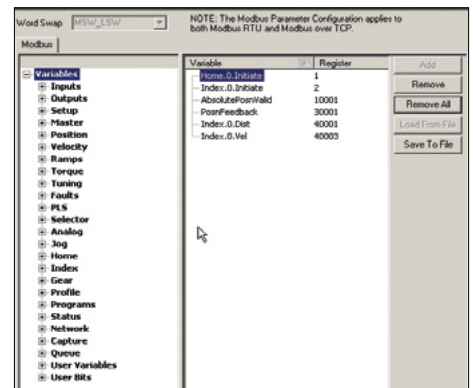 Word Swap MSW_LSW
NOTE: The Modbus Parameter Configuration applies to
both Modbus RTU and Modbus over TCP.
Modbus
Variables
Inputs
Outputs
Setup
Master
Position
Velocity
Ramps
Torque
Tuning
Faults
PLS
Selector
Analog
Jog
Home
Index
Gear
Profile
Programs
Status
Network
Capture
Queue
User Variables
User Bits
Variable Register
Home.0.Initiate 1
Index.0.Initiate 2
AbsolutePosnValid 10001
PosnFeedback 30001
Index.0.Dist 40001
Index.0.Vel 40003
Add
Remove
Remove All
Load From File
Save To File